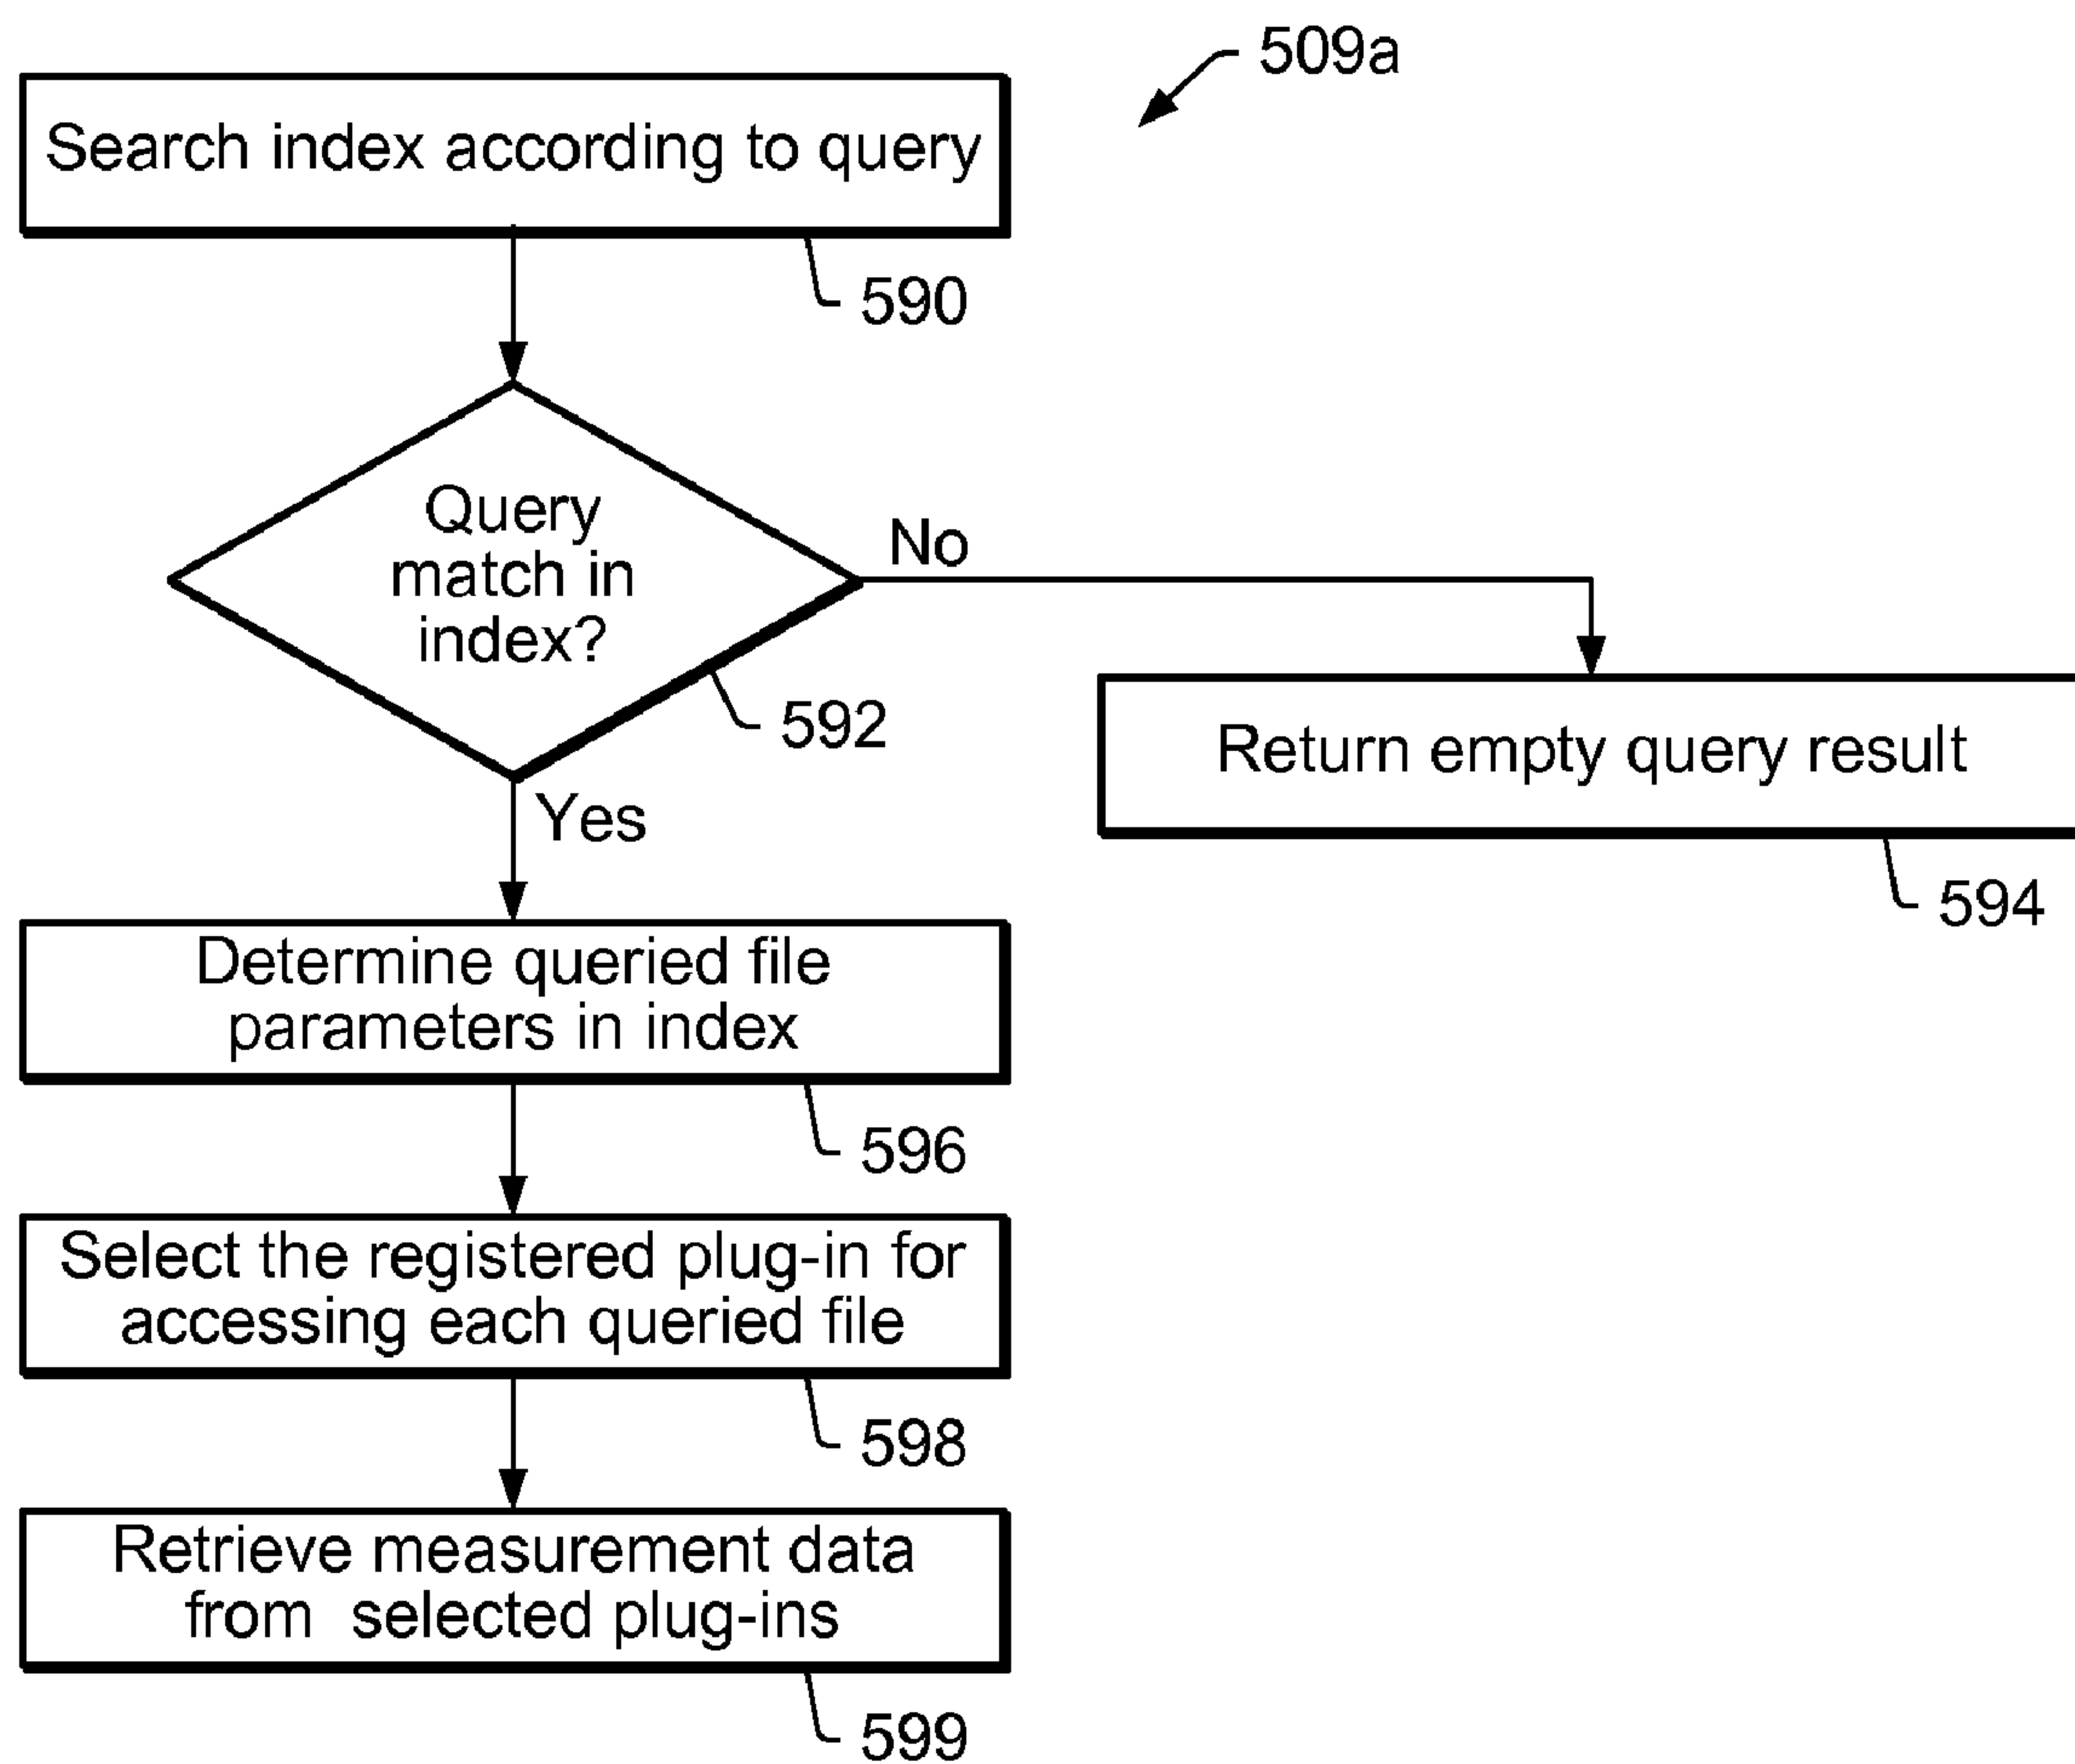 509a
Search index according to query
590
Query
match in
index?
No
592
Return empty query result
594
Yes
Determine queried file
parameters in index
596
Select the registered plug-in for
accessing each queried file
598
Retrieve measurement data
from selected plug-ins
599